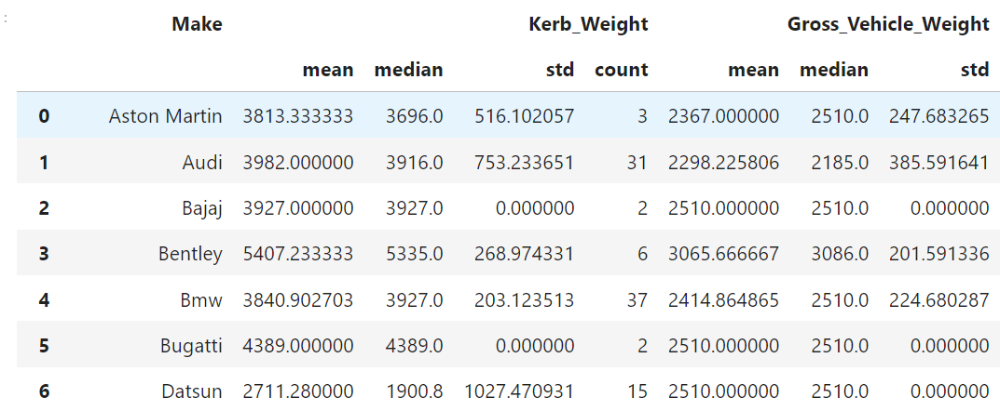 :
Make Kerb_Weight Gross_Vehicle_Weight
mean median std count mean median std
0 Aston Martin 3813.333333 3696.0 516.102057 3 2367.000000 2510.0 247.683265
1 Audi 3982.000000 3916.0 753.233651 31 2298.225806 2185.0 385.591641
2 Bajaj 3927.000000 3927.0 0.000000 2 2510.000000 2510.0 0.000000
3 Bentley 5407.233333 5335.0 268.974331 6 3065.666667 3086.0 201.591336
4 Bmw 3840.902703 3927.0 203.123513 37 2414.864865 2510.0 224.680287
5 Bugatti 4389.000000 4389.0 0.000000 2 2510.000000 2510.0 0.000000
6 Datsun 2711.280000 1900.8 1027.470931 15 2510.000000 2510.0 0.000000